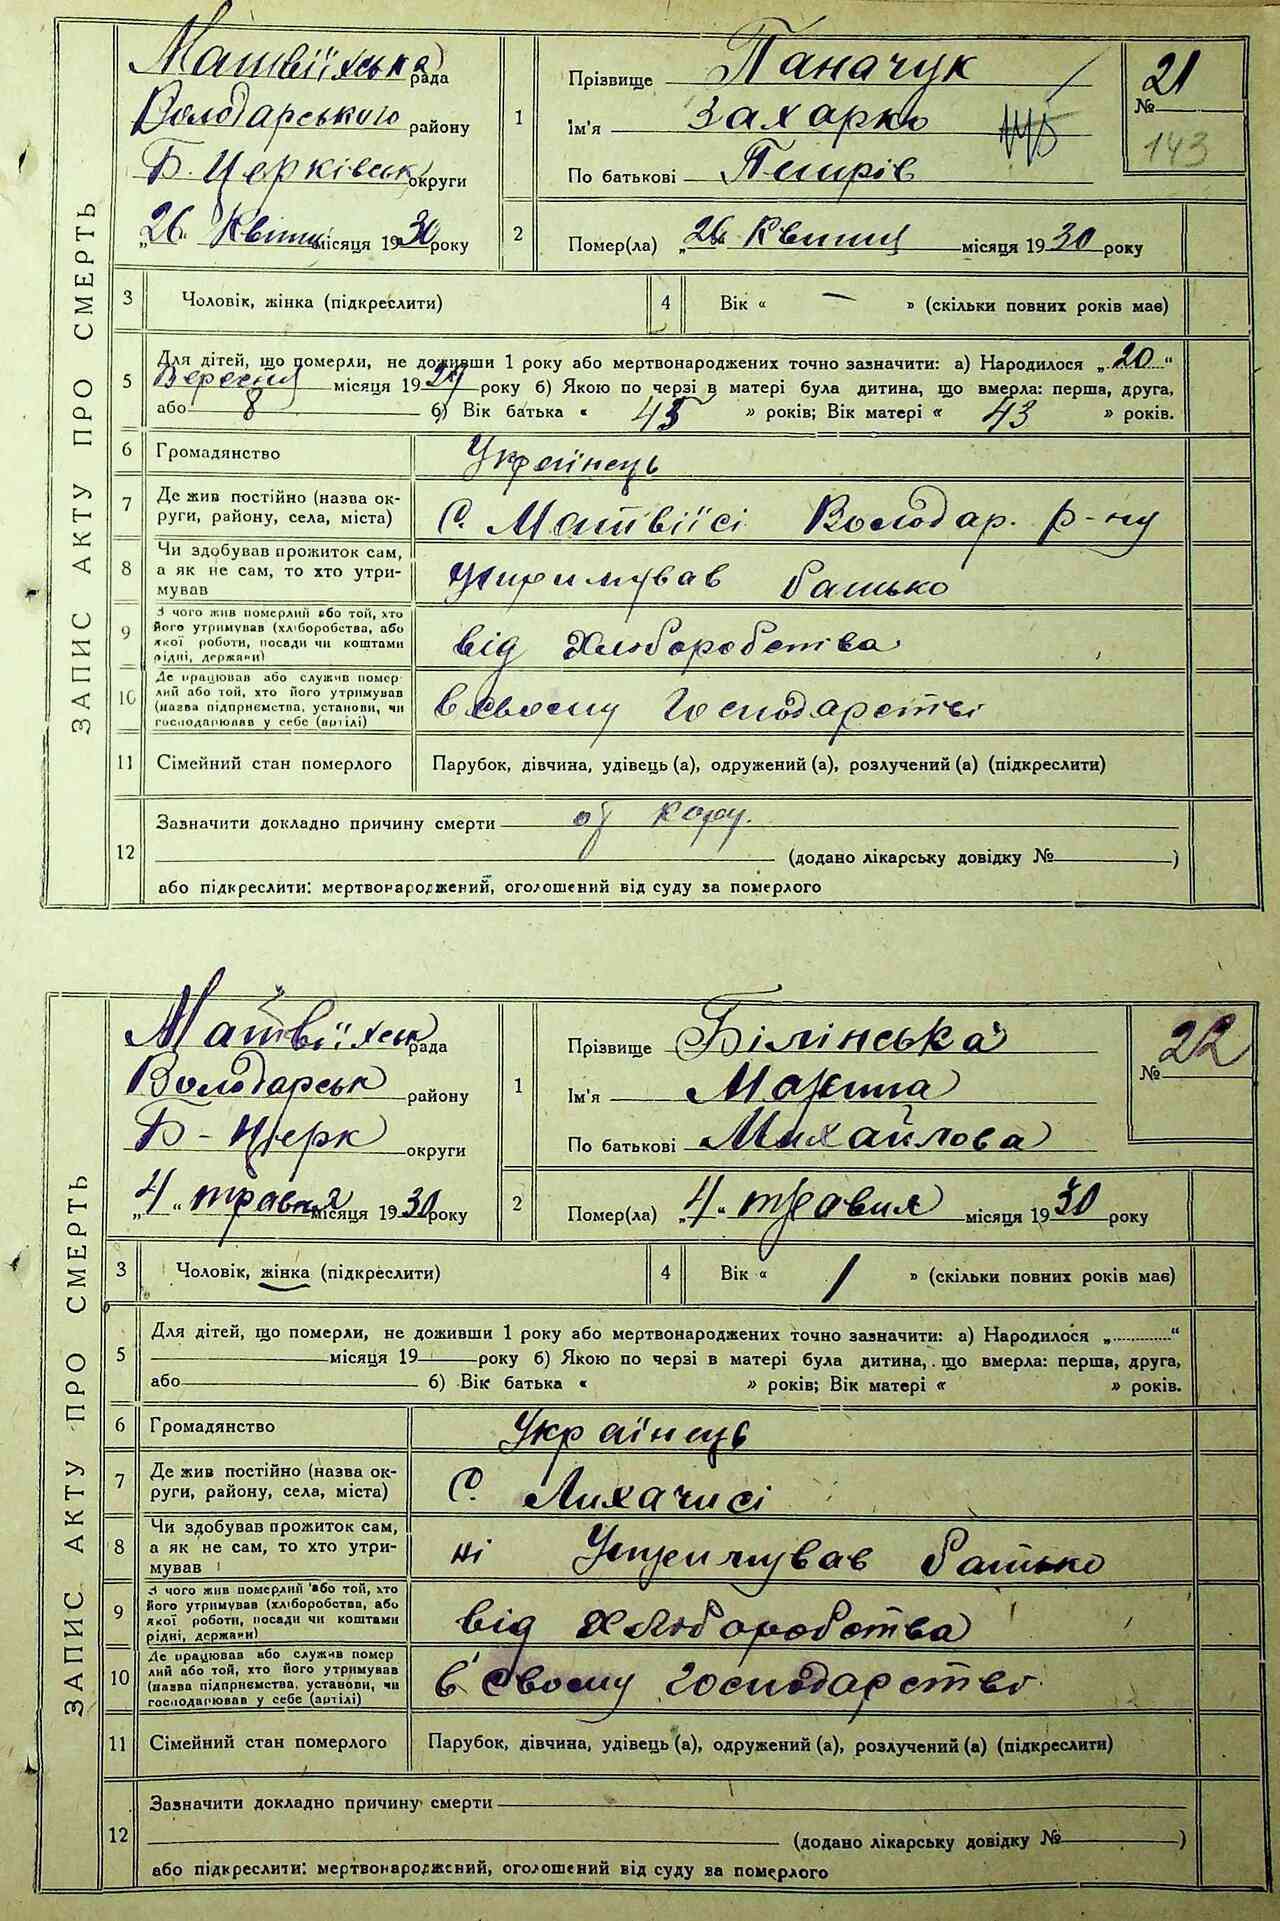 ЗАПИС АКТУ ПРО СМЕРТЬ
Матвіїхська рада
Володарського району
Б. Церківськ округи
„26“ Квітня місяця 1930 року
1
Прізвище Паначук
Ім'я Захарко
По батькові Петрів
№ 21
143
2
Помер(ла) „26“ Квітня місяця 1930 року
3 Чоловік, жінка (підкреслити)
4 Вік « — » (скільки повних років має)
5
Для дітей, що померли, не доживши 1 року або мертвонароджених точно зазначити: а) Народилося „20“
Вересня місяця 1929 року б) Якою по черзі в матері була дитина, що вмерла: перша, друга,
або 8 б) Вік батька « 45 » років; Вік матері « 43 » років.
6 Громадянство Українець
7 Де жив постійно (назва округи, району, села, міста) С. Матвіїсі Володар. р-ну
8 Чи здобував прожиток сам, а як не сам, то хто утримував утримував батько
9 З чого жив померлий або той, хто його утримував (хліборобства, або якої роботи, посади чи коштами рідні, держави) від Хлюборобства
10 Де працював або служив померлий або той, хто його утримував (назва підприємства, установи, чи господарював у себе (артілі) в своєму господарстві
11 Сімейний стан померлого Парубок, дівчина, удівець (а), одружений (а), розлучений (а) (підкреслити)
12
Зазначити докладно причину смерти от кору.
(додано лікарську довідку № )
або підкреслити: мертвонароджений, оголошений від суду за померлого
ЗАПИС АКТУ ПРО СМЕРТЬ
Матвіїхськ рада
Володарськ району
Б-Церк округи
„4“ травня місяця 1930 року
1
Прізвище Білінська
Ім'я
По батькові Михайлова
№ 22
2
Помер(ла) „4“ травня місяця 1930 року
3 Чоловік, жінка (підкреслити)
4 Вік « 1 » (скільки повних років має)
5
Для дітей, що померли, не доживши 1 року або мертвонароджених точно зазначити: а) Народилося „............“
місяця 19 року б) Якою по черзі в матері була дитина, що вмерла: перша, друга,
або б) Вік батька « » років; Вік матері « » років.
6 Громадянство Українець
7 Де жив постійно (назва округи, району, села, міста) С. Лихачисі
8 Чи здобував прожиток сам, а як не сам, то хто утримував ні Утримував батько
9 З чого жив померлий або той, хто його утримував (хліборобства, або якої роботи, посади чи коштами рідні, держави) від Хлюборобства
10 Де працював або служив померлий або той, хто його утримував (назва підприємства, установи, чи господарював у себе (артілі) в своєму господарстві
11 Сімейний стан померлого Парубок, дівчина, удівець (а), одружений (а), розлучений (а) (підкреслити)
12
Зазначити докладно причину смерти
(додано лікарську довідку № )
або підкреслити: мертвонароджений, оголошений від суду за померлого